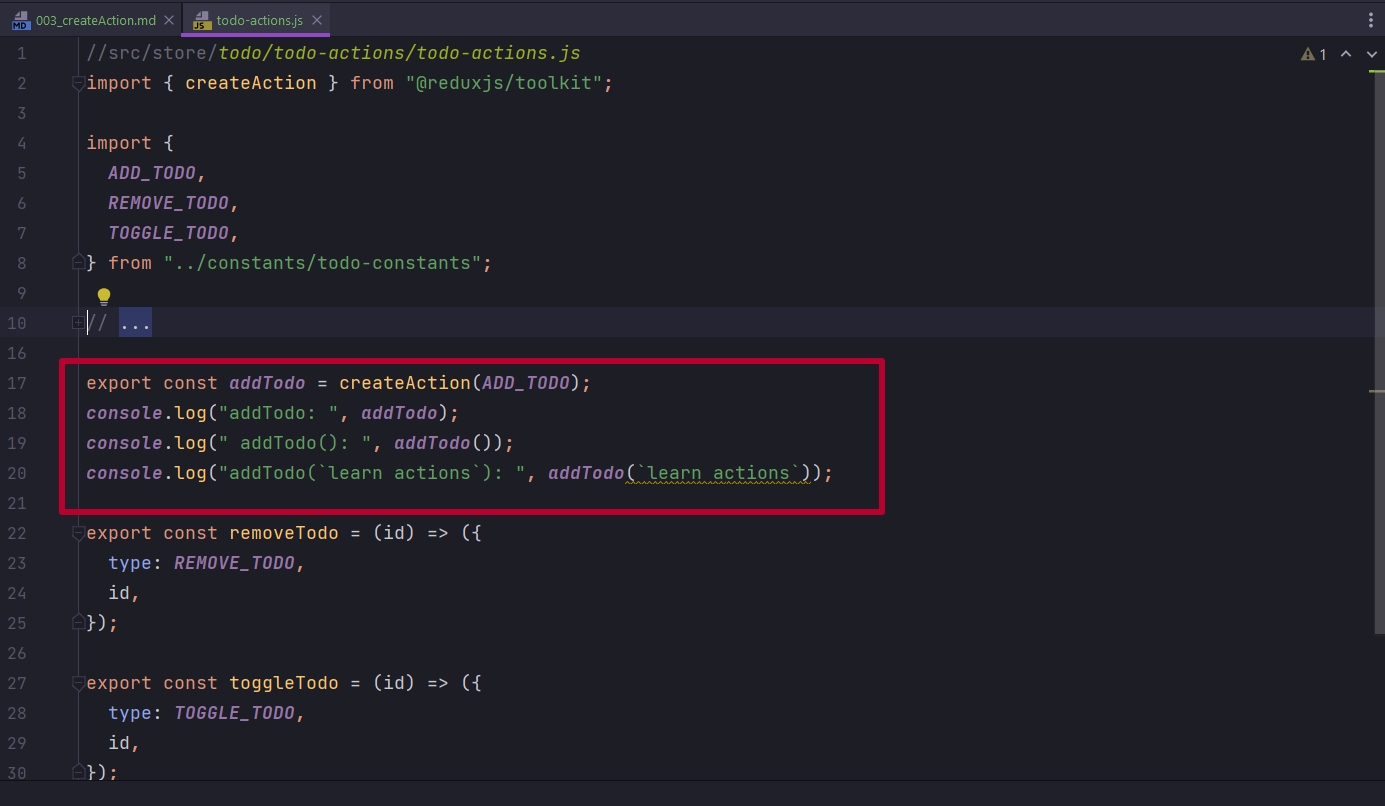 003_createAction.md
todo-actions.js
1 //src/store/todo/todo-actions/todo-actions.js
1
2 import { createAction } from "@reduxjs/toolkit";
3
4 import {
5 ADD_TODO,
6 REMOVE_TODO,
7 TOGGLE_TODO,
8 } from "../constants/todo-constants";
9
10 // ...
16
17 export const addTodo = createAction(ADD_TODO);
18 console.log("addTodo: ", addTodo);
19 console.log(" addTodo(): ", addTodo());
20 console.log("addTodo(`learn actions`): ", addTodo(`learn actions`));
21
22 export const removeTodo = (id) => ({
23 type: REMOVE_TODO,
24 id,
25 });
26
27 export const toggleTodo = (id) => ({
28 type: TOGGLE_TODO,
29 id,
30 });